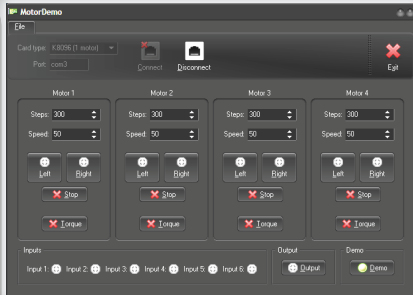 MotorDemo
File
Card type: K8096 (1 motor)
Port: com3
Connect Disconnect Exit
Motor 1 Motor 2 Motor 3 Motor 4
Steps: 300 Steps: 300 Steps: 300 Steps: 300
Speed: 50 Speed: 50 Speed: 50 Speed: 50
Left Right Left Right Left Right Left Right
Stop Stop Stop Stop
Torque Torque Torque Torque
Inputs Output Demo
Input 1: Input 2: Input 3: Input 4: Input 5: Input 6: Output Demo